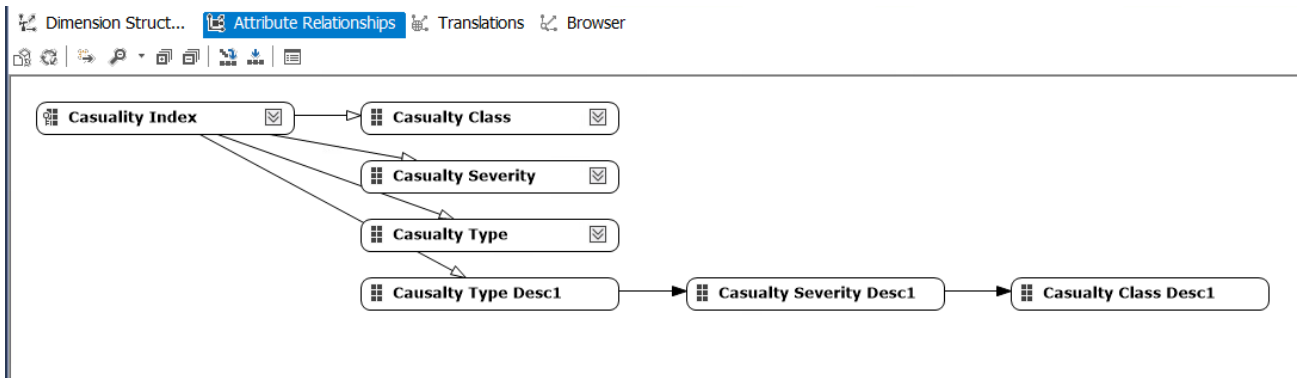 Dimension Struct... Attribute Relationships Translations Browser
Casuality Index
Casualty Class
Casualty Severity
Casualty Type
Causalty Type Desc1
Casualty Severity Desc1
Casualty Class Desc1